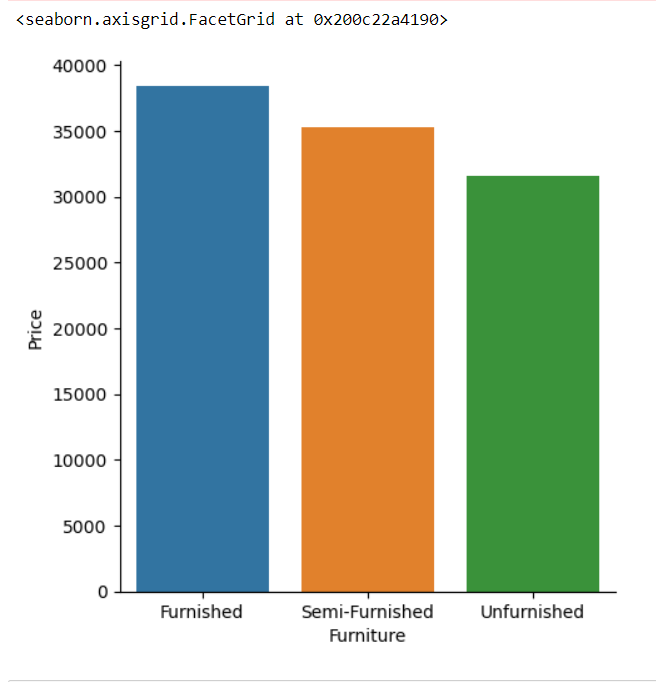 <seaborn.axisgrid.FacetGrid at 0x200c22a4190>
40000
35000
30000
25000
20000
15000
10000
5000
0
Price
Furnished Semi-Furnished Unfurnished
Furniture